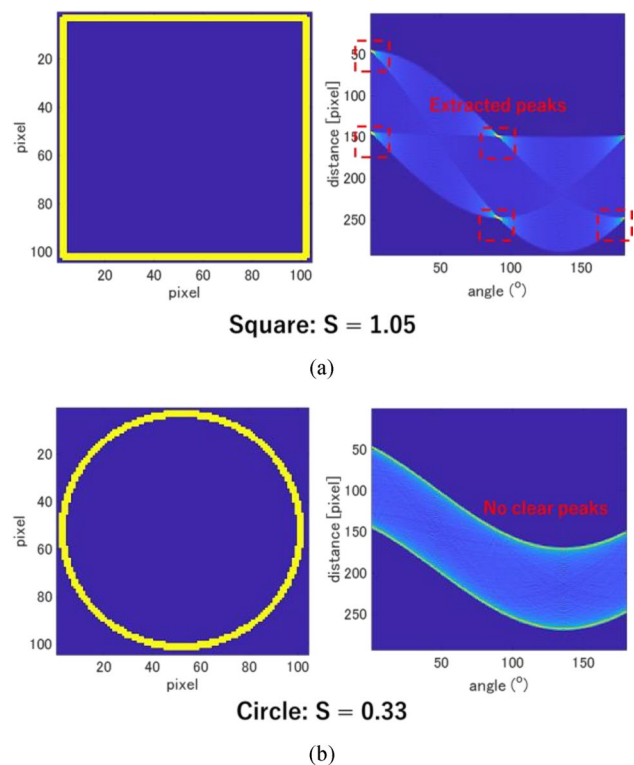 20
40
60
80
100
pixel
20 40 60 80 100
pixel
50
100
150
200
250
distance [pixel]
Extracted peaks
50 100 150
angle (°)
Square: S = 1.05
(a)
20
40
60
80
100
pixel
20 40 60 80 100
pixel
50
100
150
200
250
distance [pixel]
No clear peaks
50 100 150
angle (°)
Circle: S = 0.33
(b)